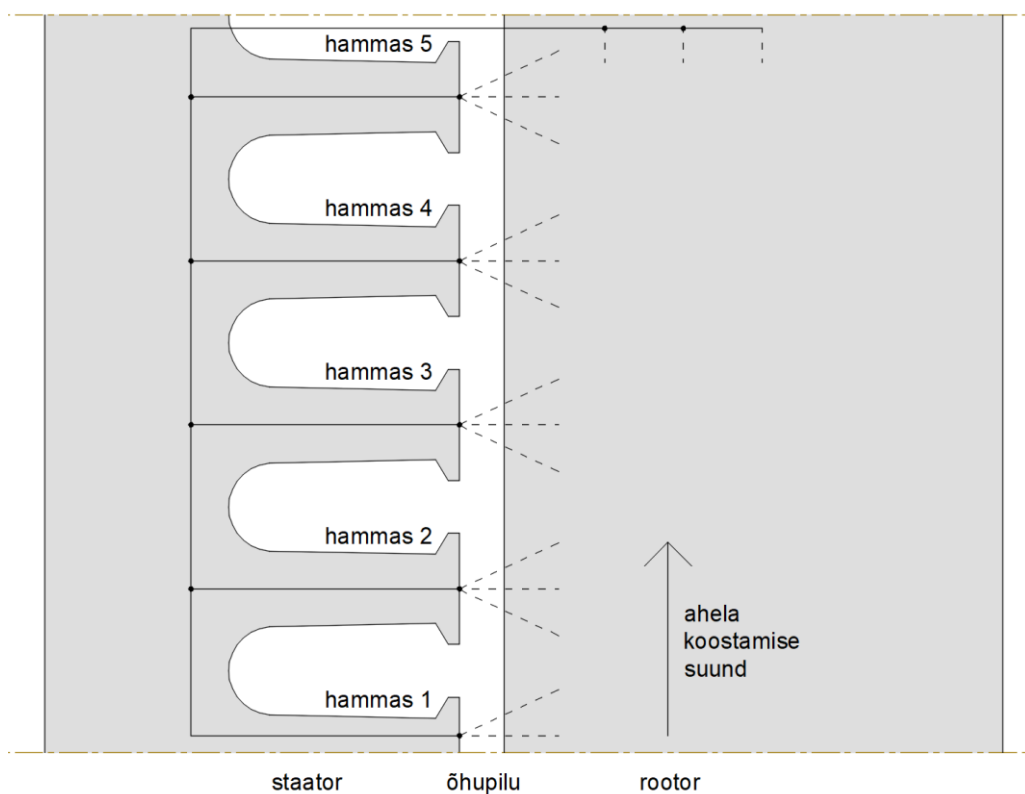 hammas 5
hammas 4
hammas 3
hammas 2
ahela
koostamise
suund
hammas 1
staator
õhupilu
rootor